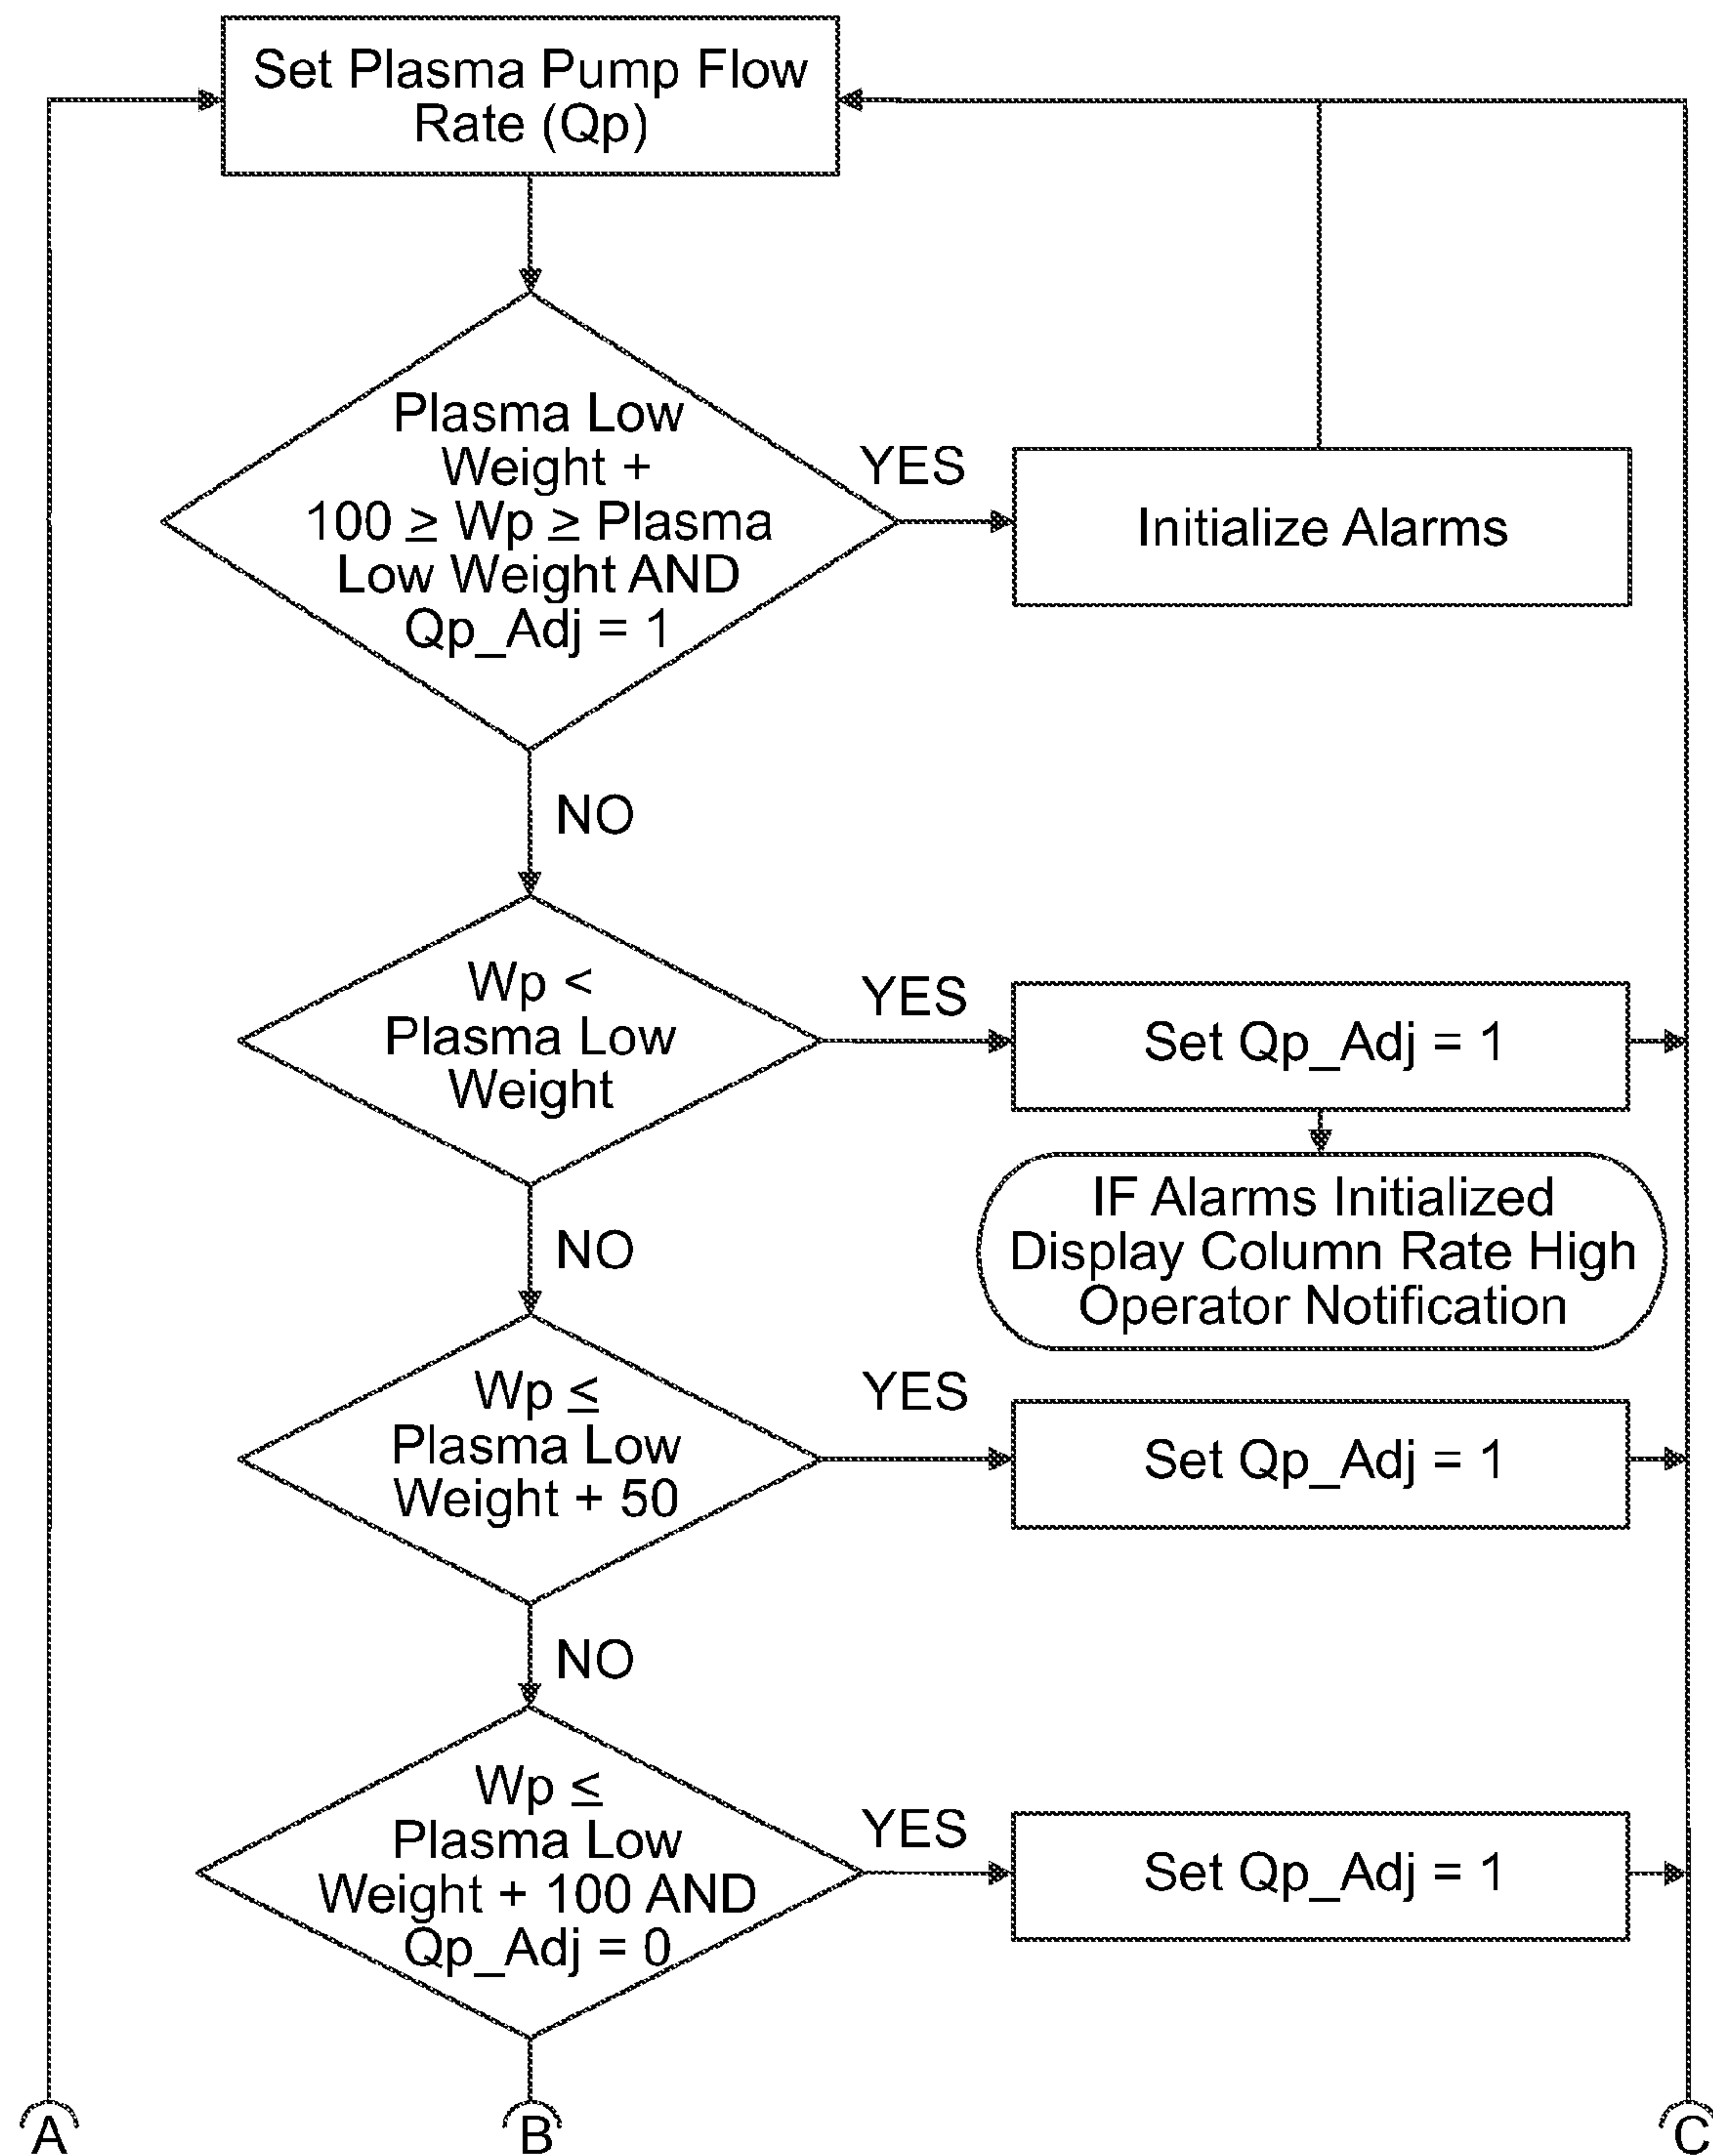 Set Plasma Pump Flow
Rate (Qp)
Plasma Low
Weight +
100 ≥ Wp ≥ Plasma
Low Weight AND
Qp_Adj = 1
YES
Initialize Alarms
NO
Wp <
Plasma Low
Weight
YES
Set Qp_Adj = 1
IF Alarms Initialized
Display Column Rate High
Operator Notification
NO
Wp ≤
Plasma Low
Weight + 50
YES
Set Qp_Adj = 1
NO
Wp ≤
Plasma Low
Weight + 100 AND
Qp_Adj = 0
YES
Set Qp_Adj = 1
A
B
C